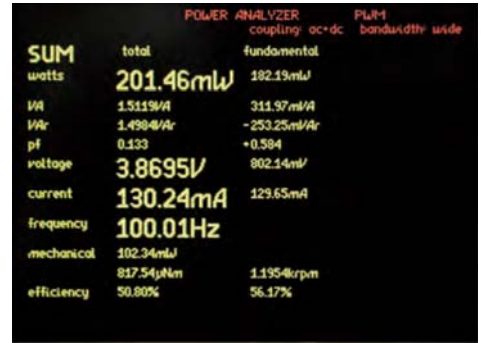 POWER ANALYZER PWM
coupling: ac+dc bandwidth: wide
SUM total fundamental
watts 201.46mW 182.19mW
VA 1.5119VA 311.97mVA
VAr 1.4984VAr -253.25mVAr
pf 0.133 +0.584
voltage 3.8695V 802.14mV
current 130.24mA 129.65mA
frequency 100.01Hz
mechanical 102.34mW
817.54µNm 1.1954krpm
efficiency 50.80% 56.17%